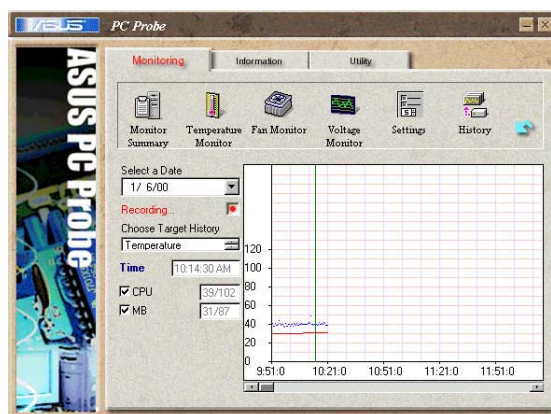 ASUS PC Probe
Monitoring Information Utility
Monitor Summary
Temperature Monitor
Fan Monitor
Voltage Monitor
Settings
History
ASUS PC Probe
Select a Date
1/ 6/00
Recording...
Choose Target History
Temperature
Time 10:14:30 AM
CPU 39/102
MB 31/87
120
100
80
60
40
20
0
9:51:0 10:21:0 10:51:0 11:21:0 11:51:0